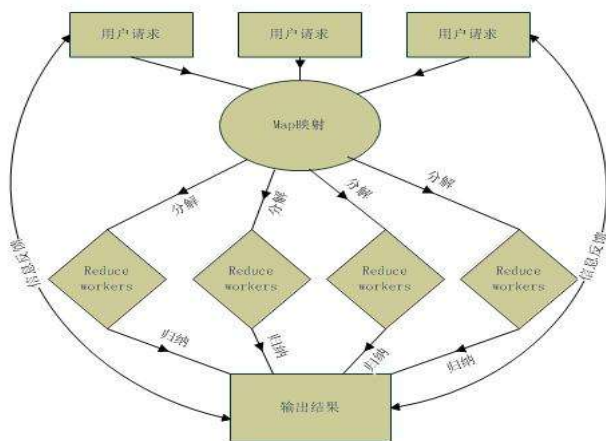 用户请求
用户请求
用户请求
Map映射
分解
分解
分解
分解
信息反馈
信息反馈
Reduce
workers
Reduce
workers
Reduce
workers
Reduce
workers
归纳
归纳
归纳
归纳
输出结果